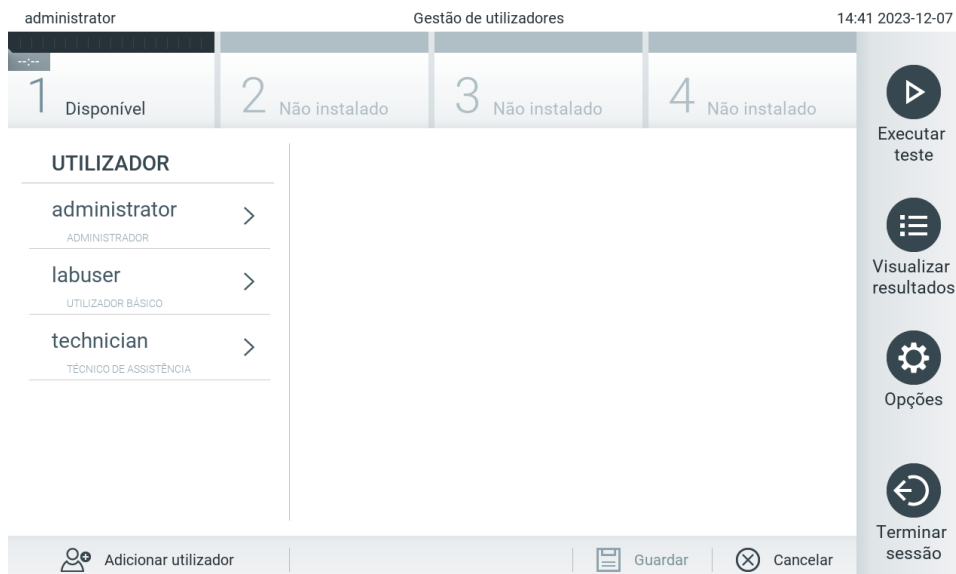 administrator
Gestão de utilizadores
14:41 2023-12-07
--:--
1 Disponível
2 Não instalado
3 Não instalado
4 Não instalado
Executar
teste
UTILIZADOR
administrator
ADMINISTRADOR
labuser
UTILIZADOR BÁSICO
technician
TÉCNICO DE ASSISTÊNCIA
Visualizar
resultados
Opções
Terminar
sessão
Adicionar utilizador
Guardar
Cancelar